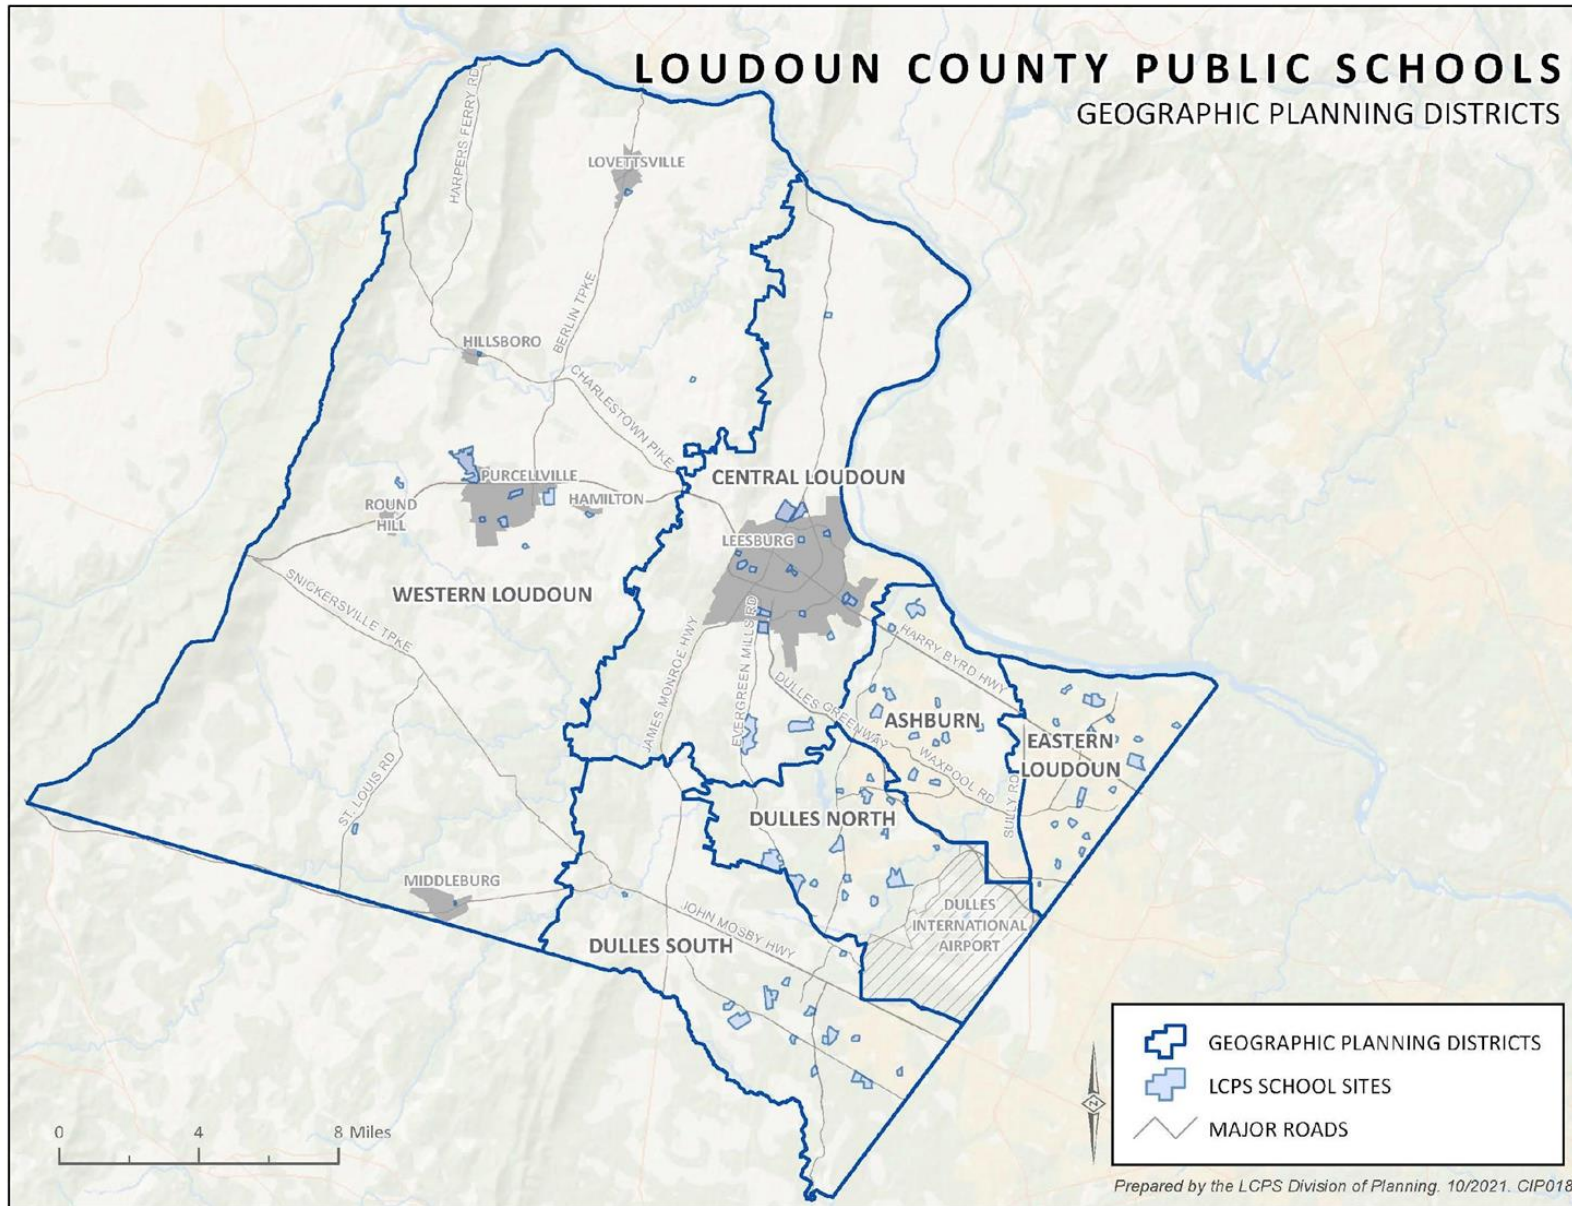 LOUDOUN COUNTY PUBLIC SCHOOLS
GEOGRAPHIC PLANNING DISTRICTS
HARPERS FERRY RD
LOVETTSVILLE
BERLIN TPKE
HILLSBORO
CHARLESTOWN PIKE
PURCELLVILLE
CENTRAL LOUDOUN
ROUND
HILL
HAMILTON
LEESBURG
SNICKERSVILLE TPKE
WESTERN LOUDOUN
JAMES MONROE HWY
EVERGREEN MILLS RD
HARRY BYRD HWY
DULLES GREENWAY
ASHBURN
WAXPOOL RD
EASTERN
LOUDOUN
SULLY RD
ST. LOUIS RD
DULLES NORTH
MIDDLEBURG
DULLES
INTERNATIONAL
AIRPORT
JOHN MOSBY HWY
DULLES SOUTH
GEOGRAPHIC PLANNING DISTRICTS
LCPS SCHOOL SITES
MAJOR ROADS
N
0 4 8 Miles
Prepared by the LCPS Division of Planning. 10/2021. CIP018